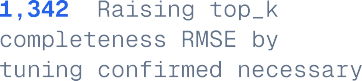 1,342 Raising top_k
completeness RMSE by
tuning confirmed necessary